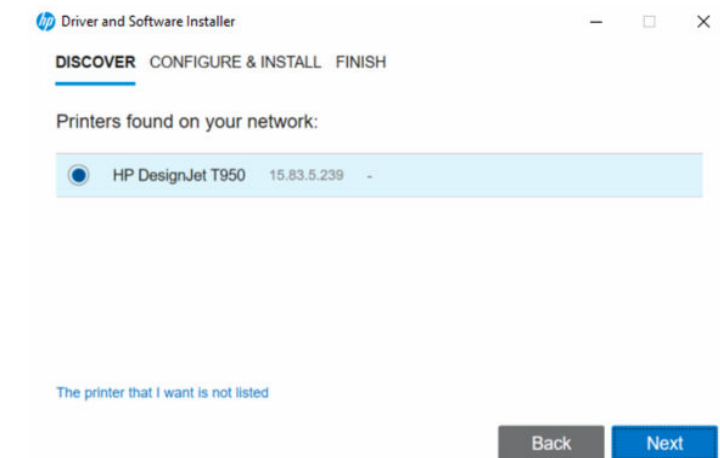 hp Driver and Software Installer
DISCOVER CONFIGURE & INSTALL FINISH
Printers found on your network:
HP DesignJet T950 15.83.5.239 -
The printer that I want is not listed
Back Next